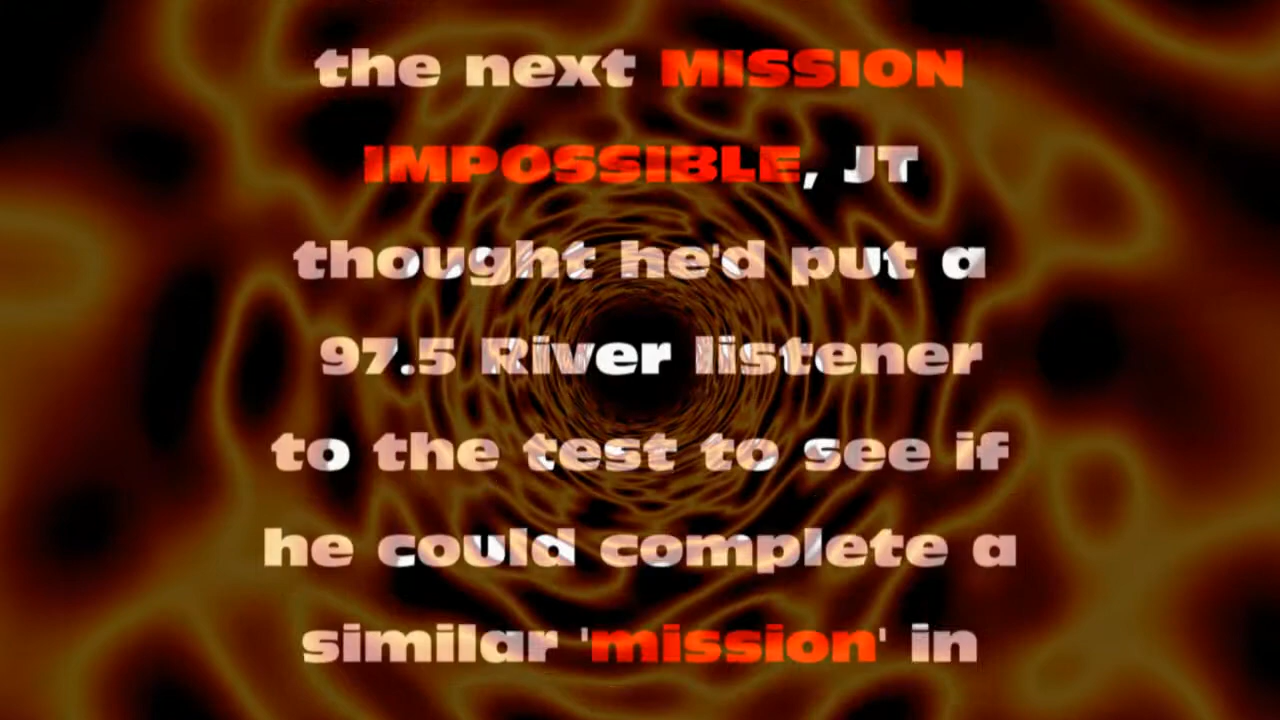 the next MISSION
IMPOSSIBLE, JT
thought he'd put a
97.5 River listener
to the test to see if
he could complete a
similar 'mission' in